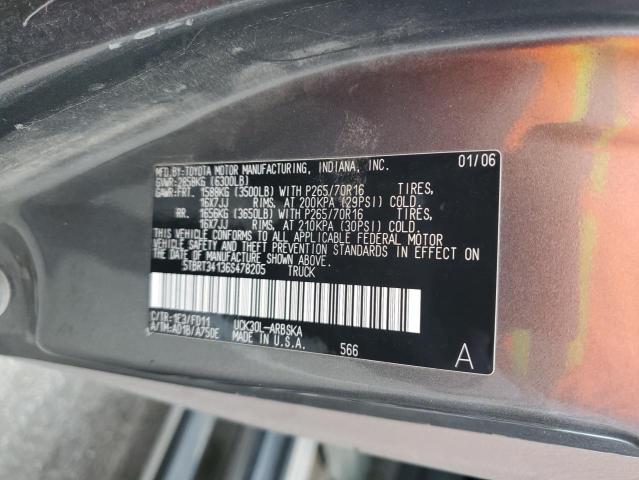 MFD.BY:TOYOTA MOTOR MANUFACTURING, INDIANA, INC. 01/06
GVWR:2858KG (6300LB)
GAWR:FRT. 1588KG (3500LB) WITH P265/70R16 TIRES,
16X7JJ RIMS, AT 200KPA (29PSI) COLD.
RR. 1656KG (3650LB) WITH P265/70R16 TIRES,
16X7JJ RIMS, AT 210KPA (30PSI) COLD.
THIS VEHICLE CONFORMS TO ALL APPLICABLE FEDERAL MOTOR
VEHICLE SAFETY, AND THEFT PREVENTION STANDARDS IN EFFECT ON
THE DATE OF MANUFACTURE SHOWN ABOVE.
5TBRT34136S478205 TRUCK
C/TR:1E3/FD11 UCK30L-ARBSKA
A/TM:A01B/A750E MADE IN U.S.A.
566 A